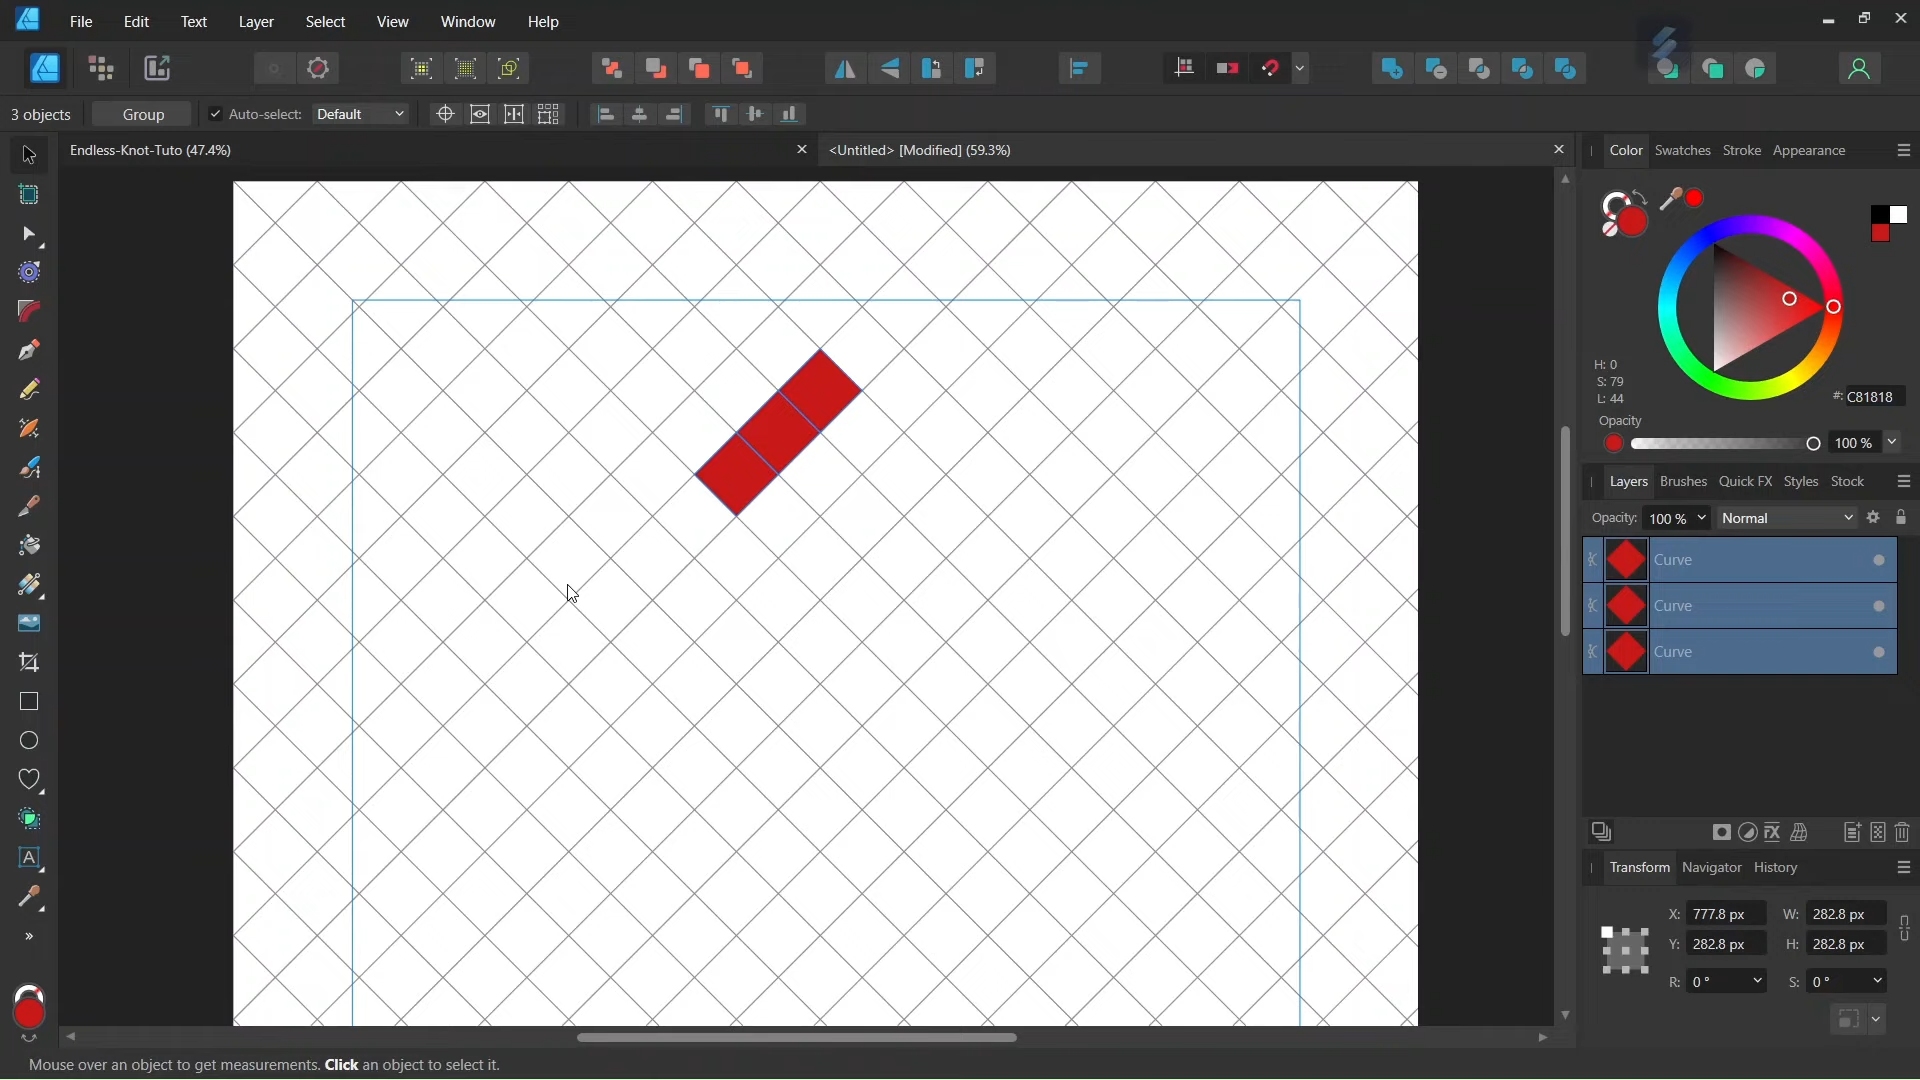 File Edit Text Layer Select View Window Help
3 objects Group Auto-select: Default
Endless-Knot-Tuto (47.4%) <Untitled> [Modified] (59.3%)
Color Swatches Stroke Appearance
H: 0
S: 79
L: 44
#: C81818
Opacity
100 %
Layers Brushes Quick FX Styles Stock
Opacity: 100 % Normal
Curve
Curve
Curve
Transform Navigator History
X: 777.8 px W: 282.8 px
Y: 282.8 px H: 282.8 px
R: 0 ° S: 0 °
Mouse over an object to get measurements. Click an object to select it.